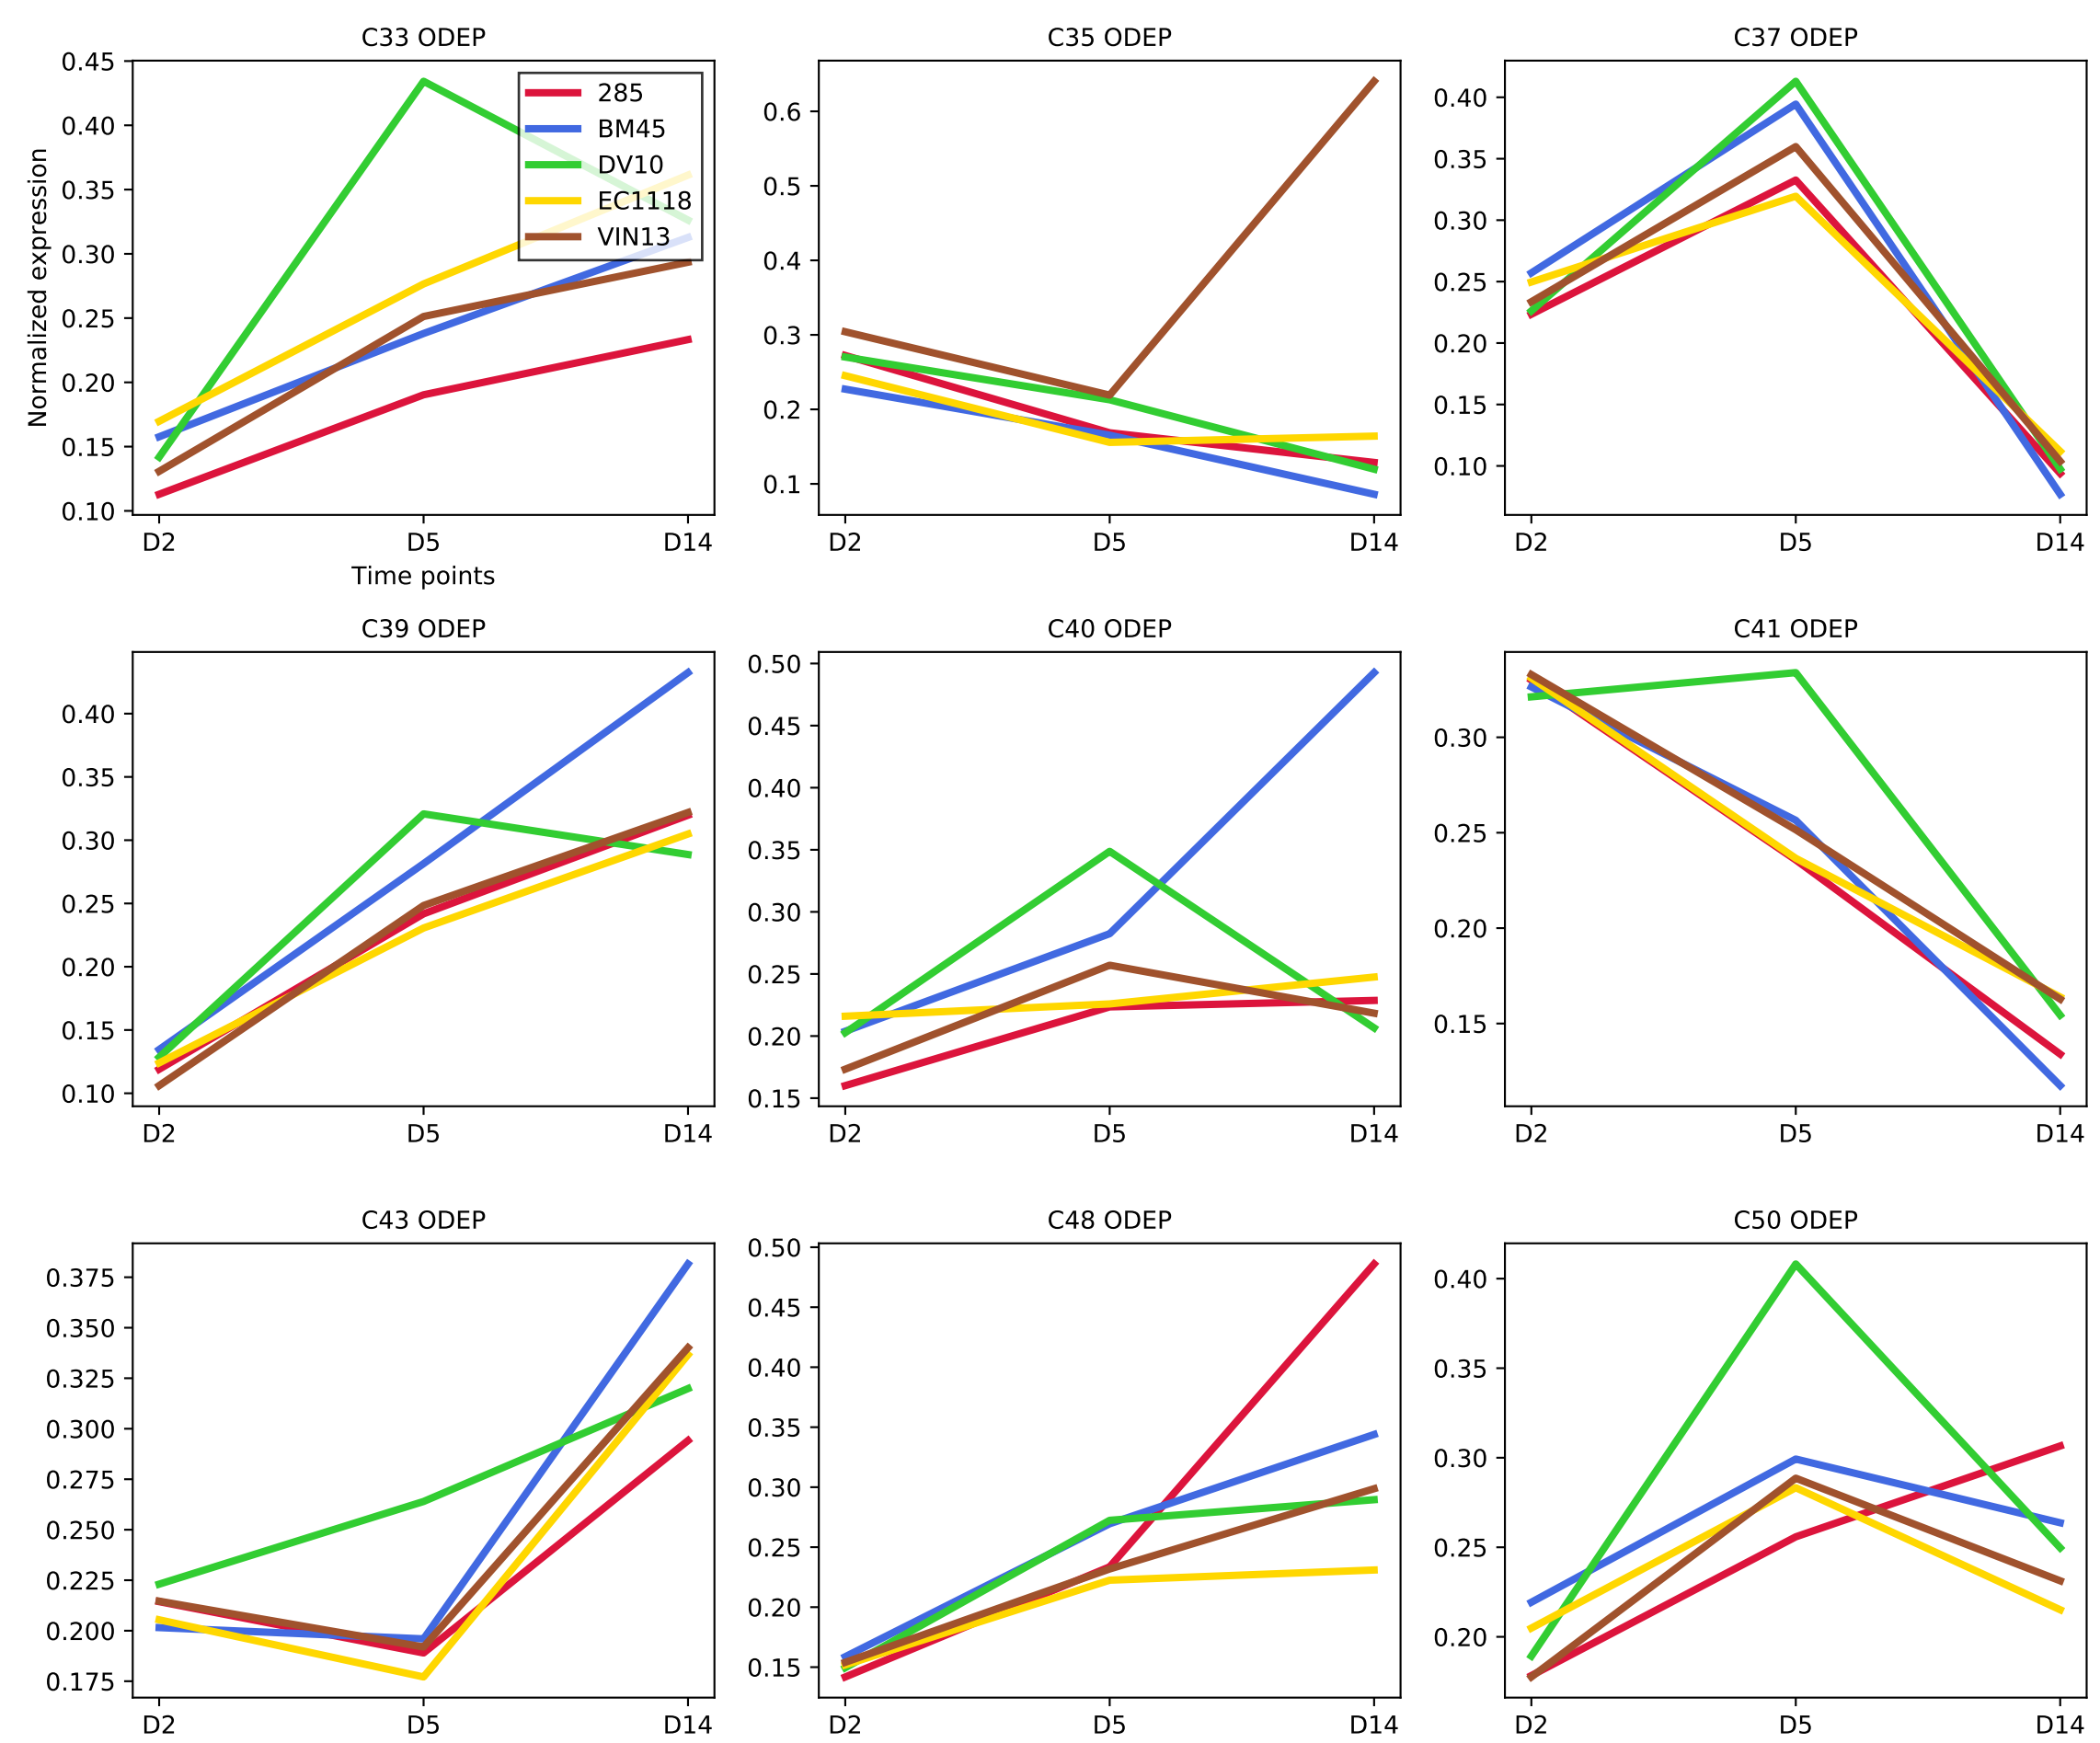 C33 ODEP
0.45
0.40
0.35
0.30
0.25
0.20
0.15
0.10
Normalized expression
285
BM45
DV10
EC1118
VIN13
D2 D5 D14
Time points
C35 ODEP
0.6
0.5
0.4
0.3
0.2
0.1
D2 D5 D14
C37 ODEP
0.40
0.35
0.30
0.25
0.20
0.15
0.10
D2 D5 D14
C39 ODEP
0.40
0.35
0.30
0.25
0.20
0.15
0.10
D2 D5 D14
C40 ODEP
0.50
0.45
0.40
0.35
0.30
0.25
0.20
0.15
D2 D5 D14
C41 ODEP
0.30
0.25
0.20
0.15
D2 D5 D14
C43 ODEP
0.375
0.350
0.325
0.300
0.275
0.250
0.225
0.200
0.175
D2 D5 D14
C48 ODEP
0.50
0.45
0.40
0.35
0.30
0.25
0.20
0.15
D2 D5 D14
C50 ODEP
0.40
0.35
0.30
0.25
0.20
D2 D5 D14